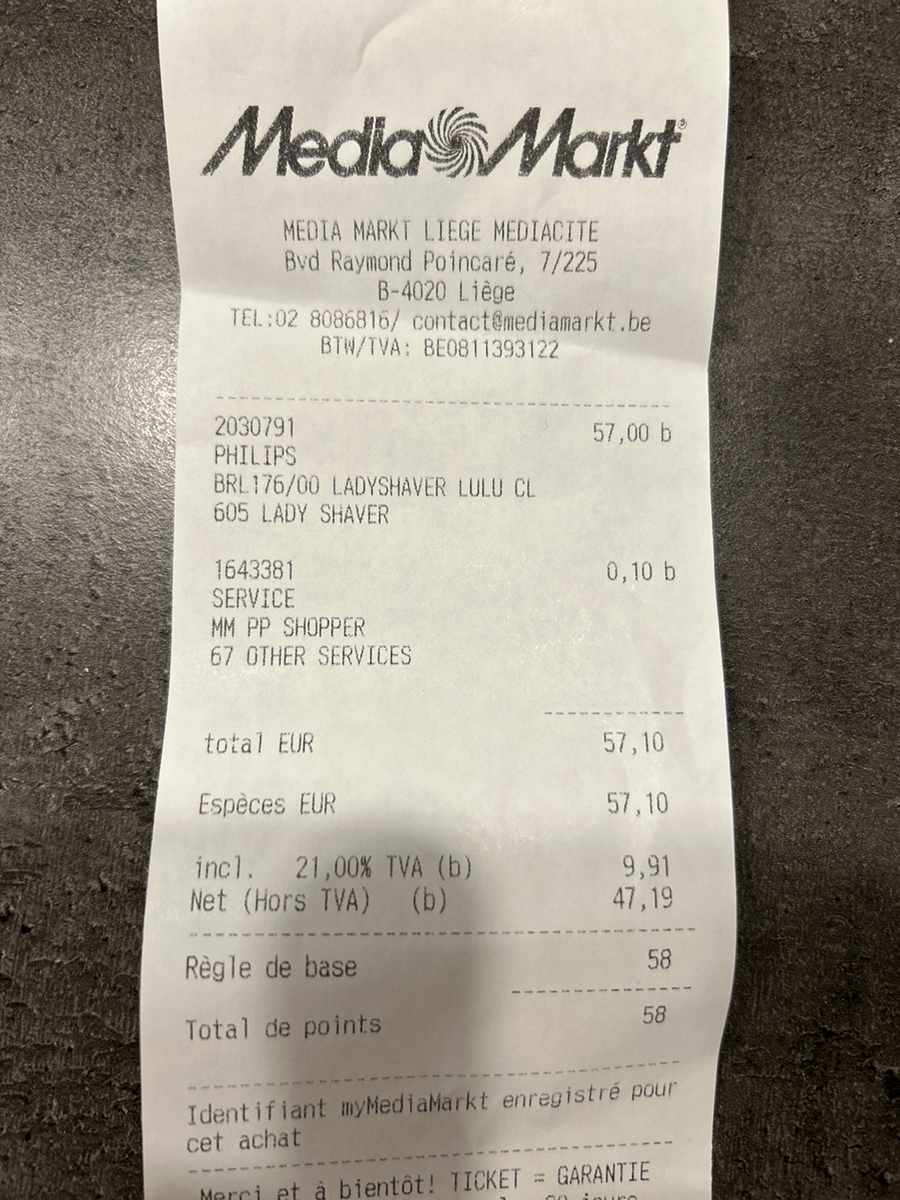 MediaMarkt®
MEDIA MARKT LIEGE MEDIACITE
Bvd Raymond Poincaré, 7/225
B-4020 Liège
TEL:02 8086816/ contact@mediamarkt.be
BTW/TVA: BE0811393122
2030791 57,00 b
PHILIPS
BRL176/00 LADYSHAVER LULU CL
605 LADY SHAVER
1643381 0,10 b
SERVICE
MM PP SHOPPER
67 OTHER SERVICES
total EUR 57,10
Espèces EUR 57,10
incl. 21,00% TVA (b) 9,91
Net (Hors TVA) (b) 47,19
Règle de base 58
Total de points 58
Identifiant myMediaMarkt enregistré pour
cet achat
Merci et à bientôt! TICKET = GARANTIE